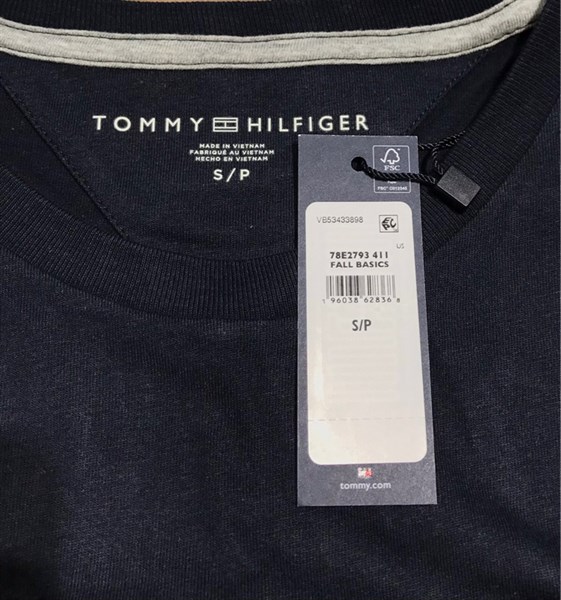 TOMMY HILFIGER
MADE IN VIETNAM
FABRIQUÉ AU VIETNAM
HECHO EN VIETNAM
S/P
FSC
VB53433898
US
78E2793 411
FALL BASICS
1 96038 62836 8
S/P
tommy.com